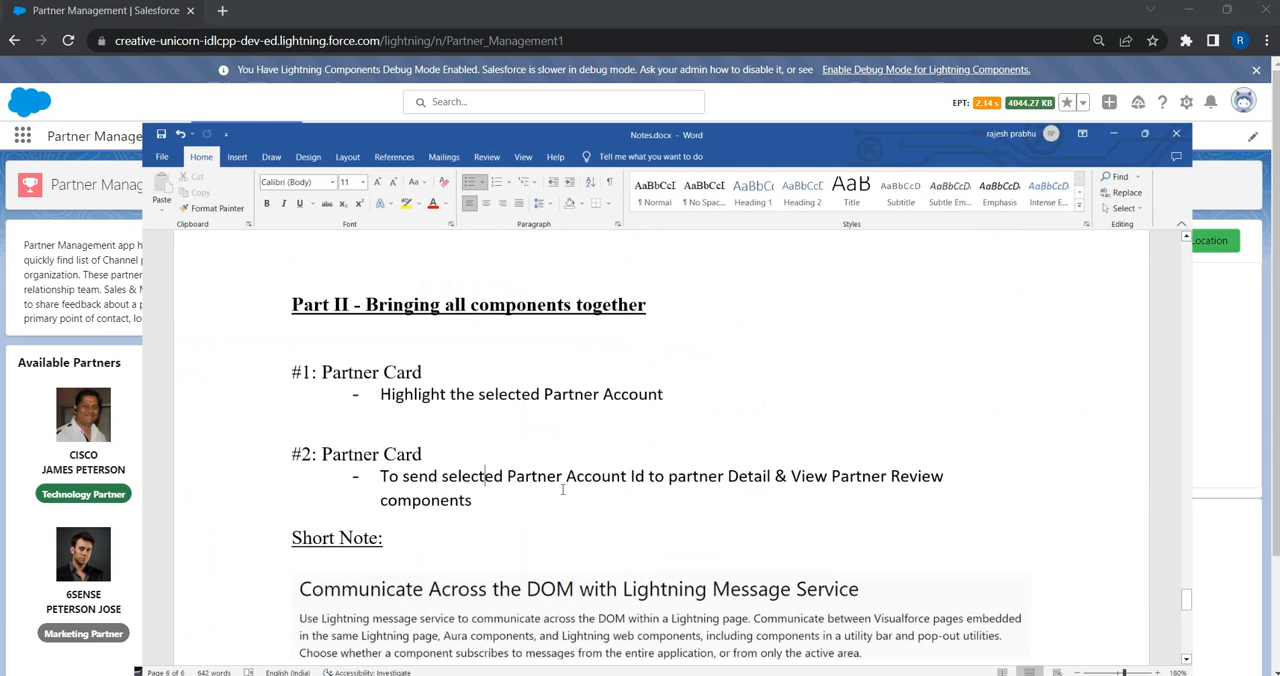 Partner Management | Salesforce
creative-unicorn-idlcpp-dev-ed.lightning.force.com/lightning/n/Partner_Management1
R
You Have Lightning Components Debug Mode Enabled. Salesforce is slower in debug mode. Ask your admin how to disable it, or see Enable Debug Mode for Lightning Components.
Search...
EPT: 2.14 s 4044.27 KB
Partner Manage
Notes.docx - Word
rajesh prabhu RP
File Home Insert Draw Design Layout References Mailings Review View Help Tell me what you want to do
Paste
Cut
Copy
Format Painter
Calibri (Body) 11
AaBbCcI AaBbCcI AaBbCc AaBbCcI AaB AaBbCcD AaBbCcD AaBbCcDt AaBbCcDt
¶ Normal ¶ No Spac... Heading 1 Heading 2 Title Subtitle Subtle Em... Emphasis Intense E...
Find
Replace
Select
Clipboard Font Paragraph Styles Editing
Partner Manag
Location
Partner Management app h
quickly find list of Channel p
organization. These partner
relationship team. Sales & M
to share feedback about a p
primary point of contact, lo
Available Partners
CISCO
JAMES PETERSON
Technology Partner
6SENSE
PETERSON JOSE
Marketing Partner
Part II - Bringing all components together
#1: Partner Card
- Highlight the selected Partner Account
#2: Partner Card
- To send selected Partner Account Id to partner Detail & View Partner Review
components
Short Note:
Communicate Across the DOM with Lightning Message Service
Use Lightning message service to communicate across the DOM within a Lightning page. Communicate between Visualforce pages embedded
in the same Lightning page, Aura components, and Lightning web components, including components in a utility bar and pop-out utilities.
Choose whether a component subscribes to messages from the entire application, or from only the active area.
Page 6 of 6 642 words English (India) Accessibility: Investigate 180%